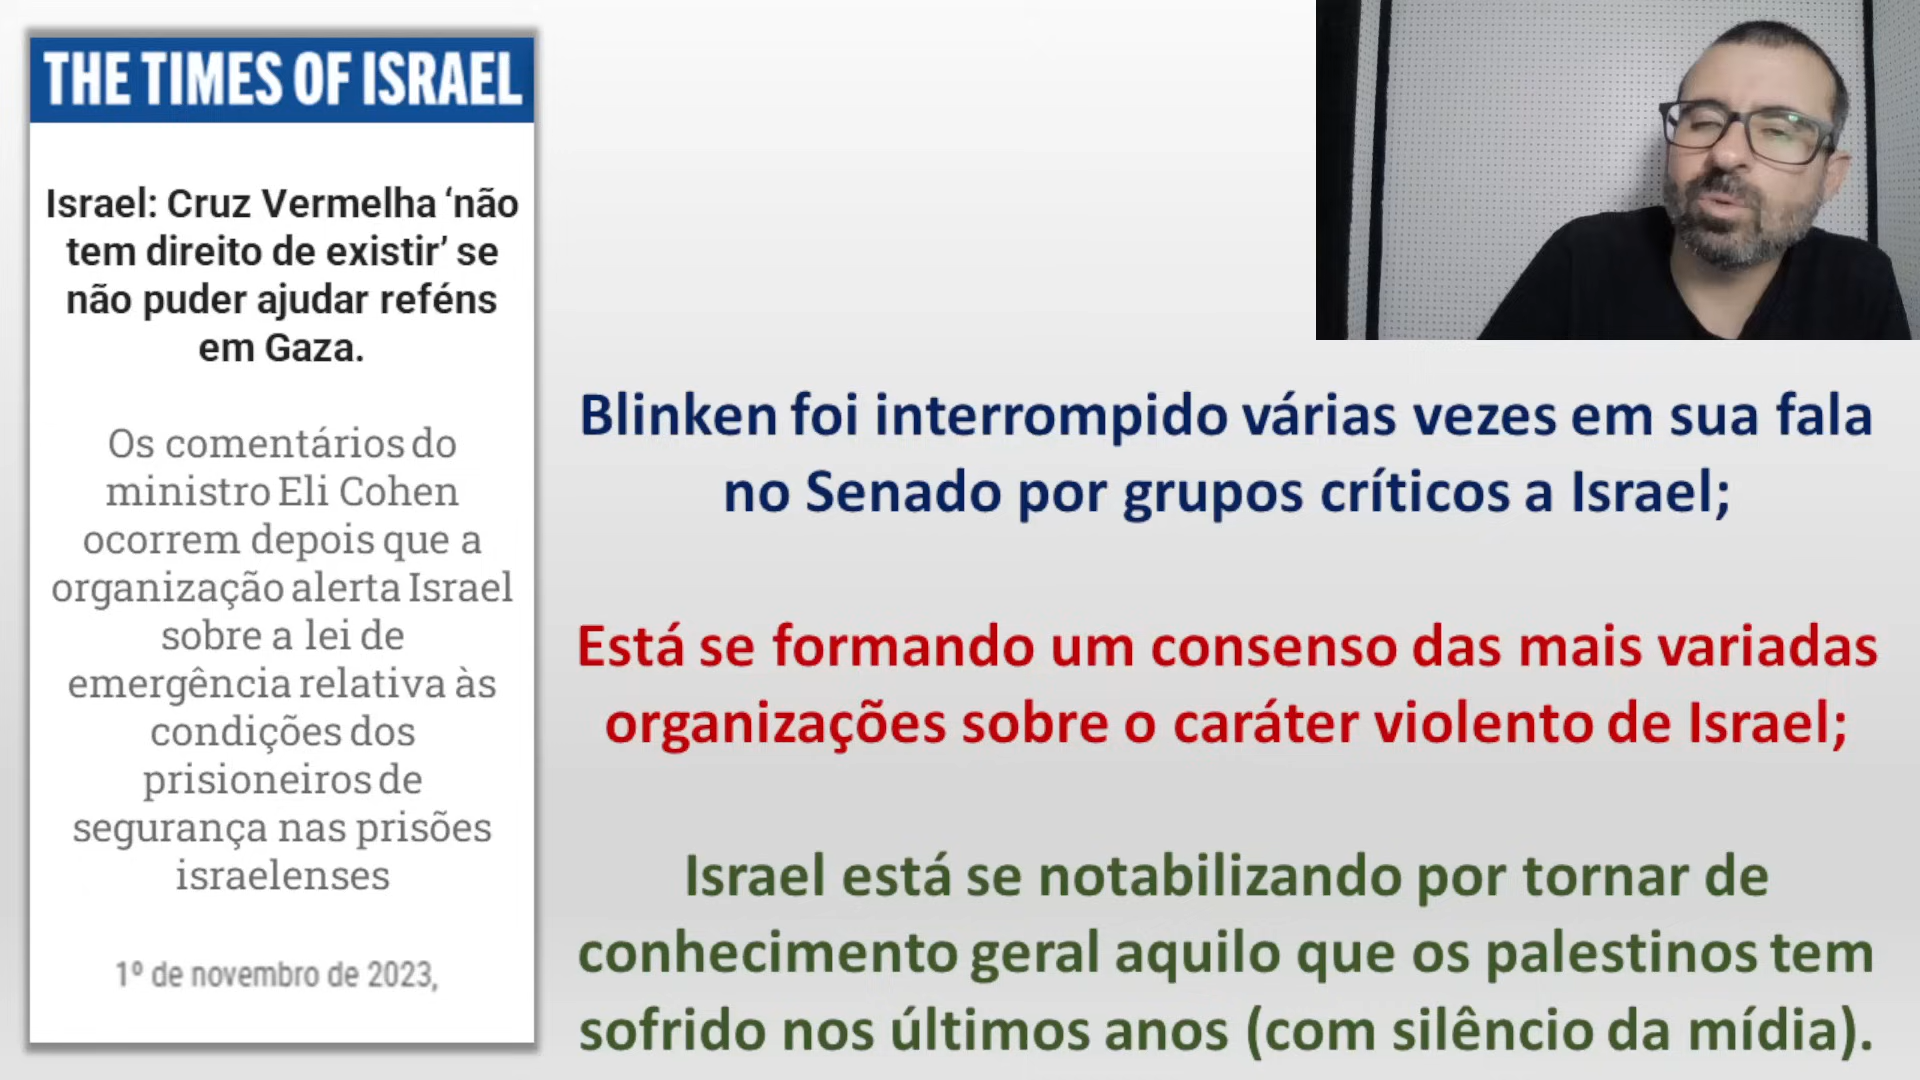 THE TIMES OF ISRAEL
Israel: Cruz Vermelha ‘não
tem direito de existir’ se
não puder ajudar reféns
em Gaza.
Os comentários do
ministro Eli Cohen
ocorrem depois que a
organização alerta Israel
sobre a lei de
emergência relativa às
condições dos
prisioneiros de
segurança nas prisões
israelenses
1º de novembro de 2023,
Blinken foi interrompido várias vezes em sua fala
no Senado por grupos críticos a Israel;
Está se formando um consenso das mais variadas
organizações sobre o caráter violento de Israel;
Israel está se notabilizando por tornar de
conhecimento geral aquilo que os palestinos tem
sofrido nos últimos anos (com silêncio da mídia).